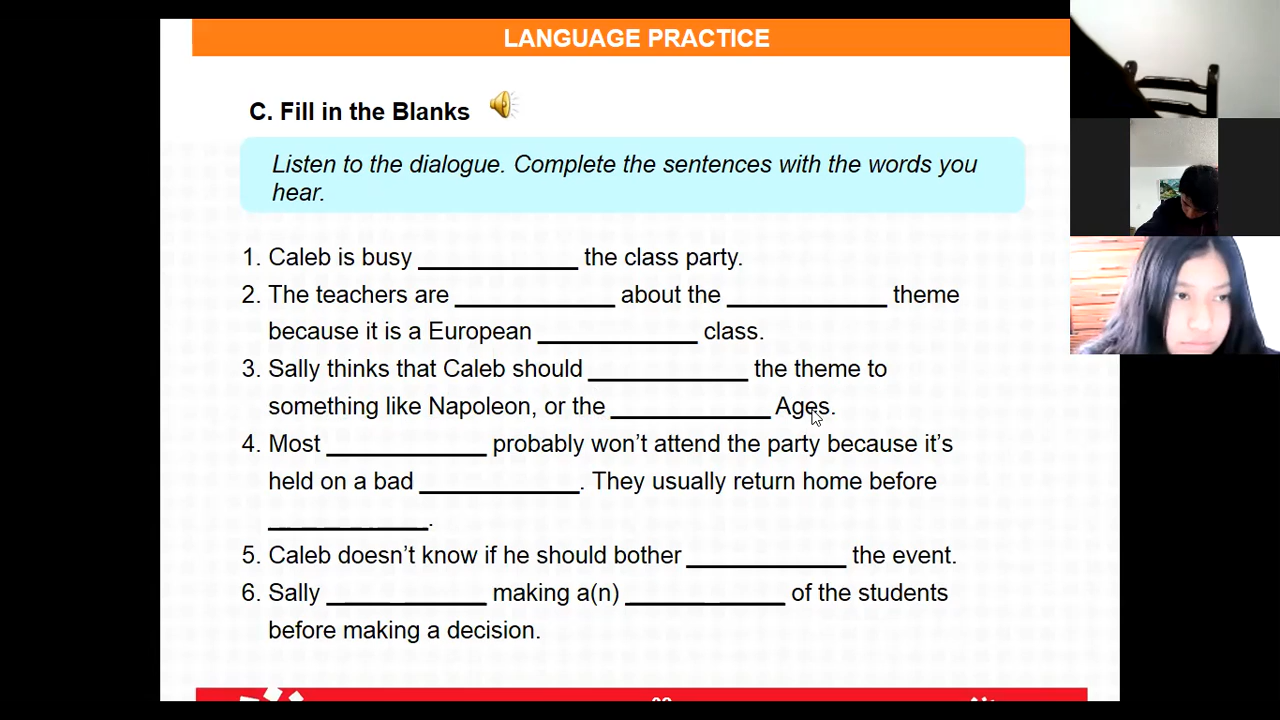 LANGUAGE PRACTICE
C. Fill in the Blanks
Listen to the dialogue. Complete the sentences with the words you
hear.
1. Caleb is busy ____________ the class party.
2. The teachers are ____________ about the ____________ theme
because it is a European ____________ class.
3. Sally thinks that Caleb should ____________ the theme to
something like Napoleon, or the ____________ Ages.
4. Most ____________ probably won’t attend the party because it’s
held on a bad ____________. They usually return home before
____________.
5. Caleb doesn’t know if he should bother ____________ the event.
6. Sally ____________ making a(n) ____________ of the students
before making a decision.